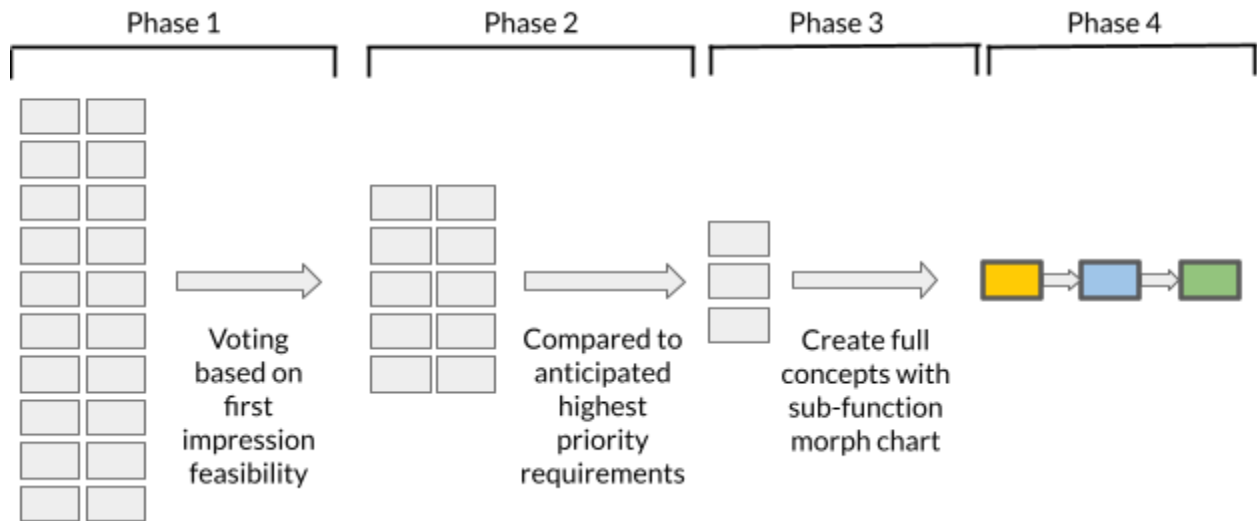 Phase 1
Phase 2
Phase 3
Phase 4
Voting
based on
first
impression
feasibility
Compared to
anticipated
highest
priority
requirements
Create full
concepts with
sub-function
morph chart